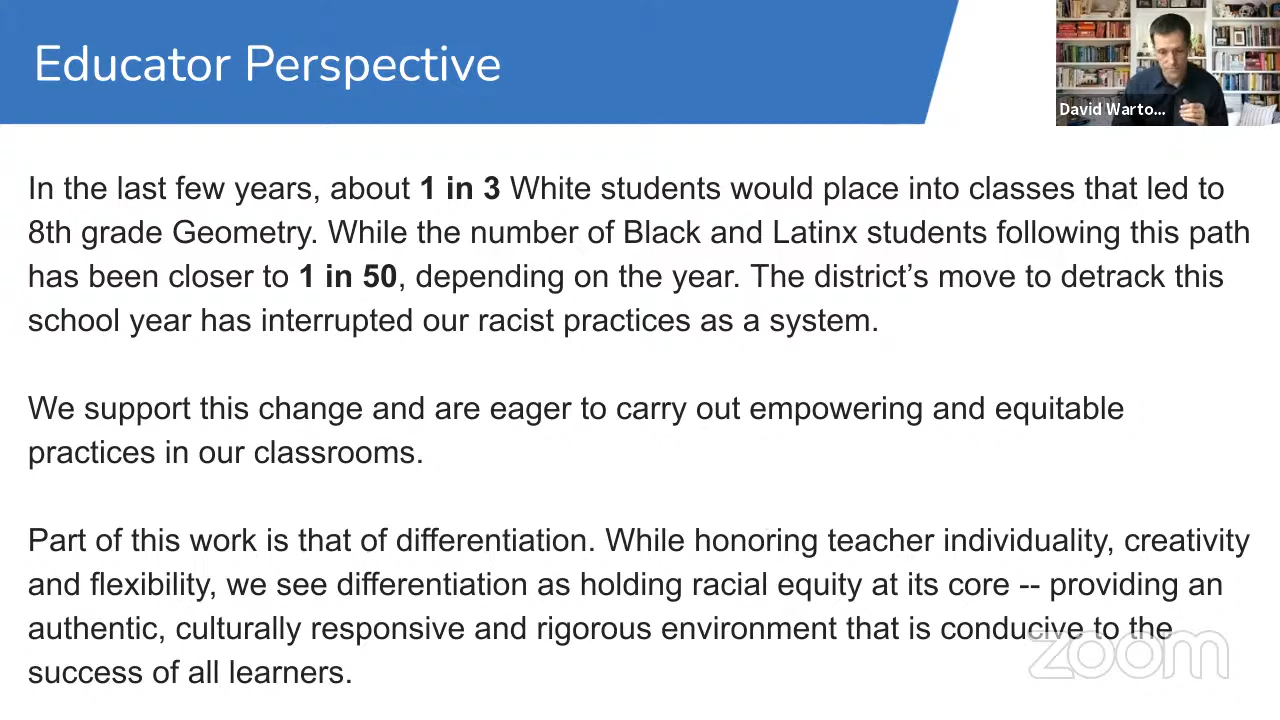 Educator Perspective
David Warto...
In the last few years, about 1 in 3 White students would place into classes that led to
8th grade Geometry. While the number of Black and Latinx students following this path
has been closer to 1 in 50, depending on the year. The district’s move to detrack this
school year has interrupted our racist practices as a system.
We support this change and are eager to carry out empowering and equitable
practices in our classrooms.
Part of this work is that of differentiation. While honoring teacher individuality, creativity
and flexibility, we see differentiation as holding racial equity at its core -- providing an
authentic, culturally responsive and rigorous environment that is conducive to the
success of all learners.
zoom